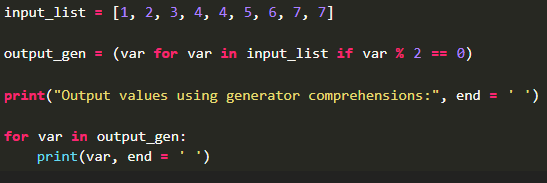 input_list = [1, 2, 3, 4, 4, 5, 6, 7, 7]
output_gen = (var for var in input_list if var % 2 == 0)
print("Output values using generator comprehensions:", end = ' ')
for var in output_gen:
    print(var, end = ' ')